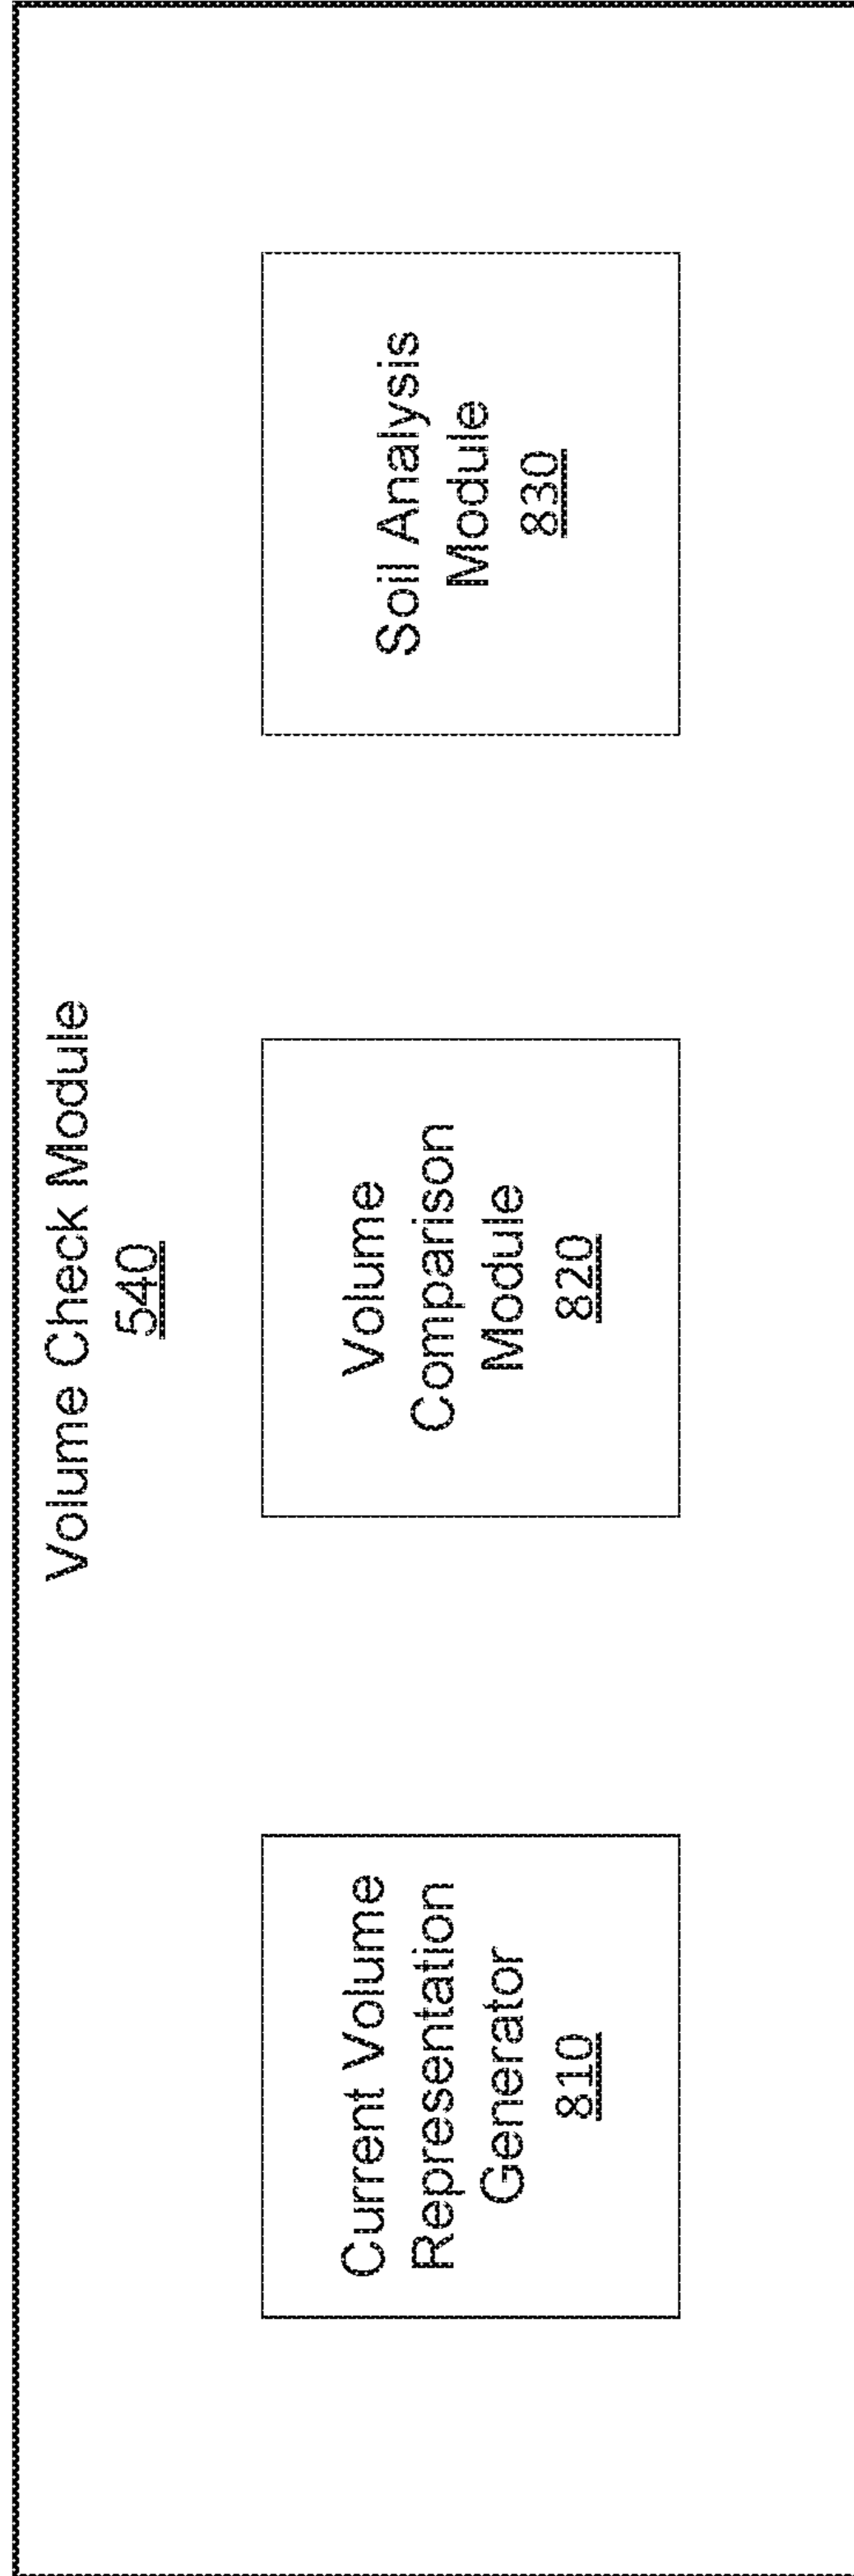 Volume Check Module
540
Current Volume
Representation
Generator
810
Volume
Comparison
Module
820
Soil Analysis
Module
830